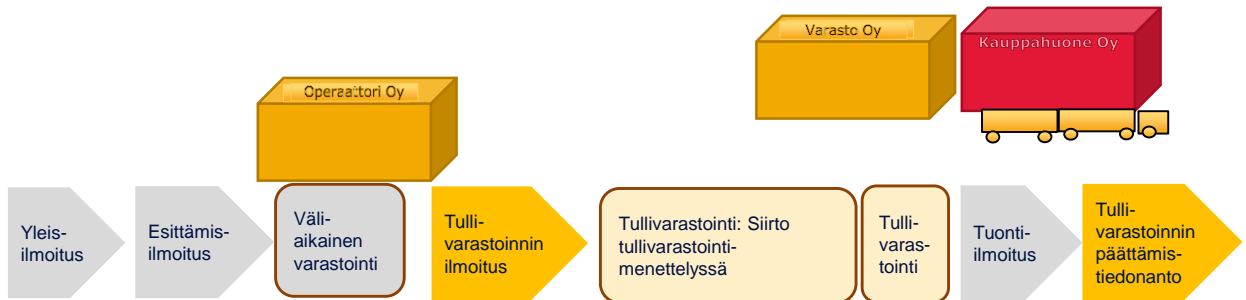 Varasto Oy
Kauppahuone Oy
Operaattori Oy
Yleis-
ilmoitus
Esittämis-
ilmoitus
Väli-
aikainen
varastointi
Tulli-
varastoinnin
ilmoitus
Tullivarastointi: Siirto
tullivarastointi-
menettelyssä
Tulli-
varas-
tointi
Tuonti-
ilmoitus
Tulli-
varastoinnin
päättämis-
tiedonanto